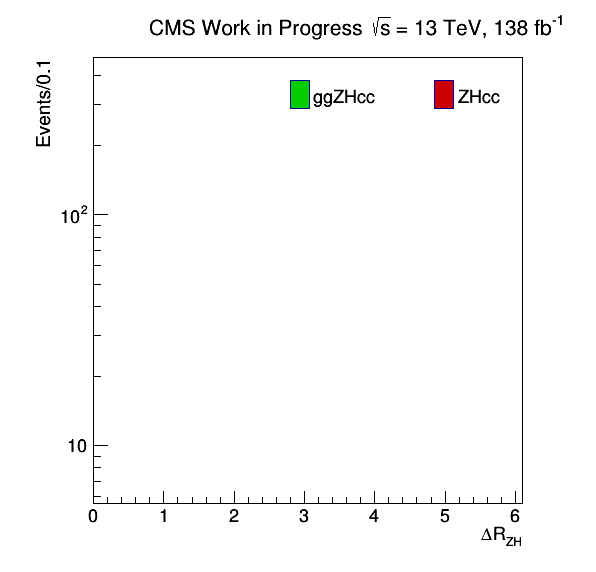 CMS Work in Progress √s = 13 TeV, 138 fb⁻¹
Events/0.1
ggZHcc ZHcc
10²
10
0 1 2 3 4 5 6
ΔR_ZH